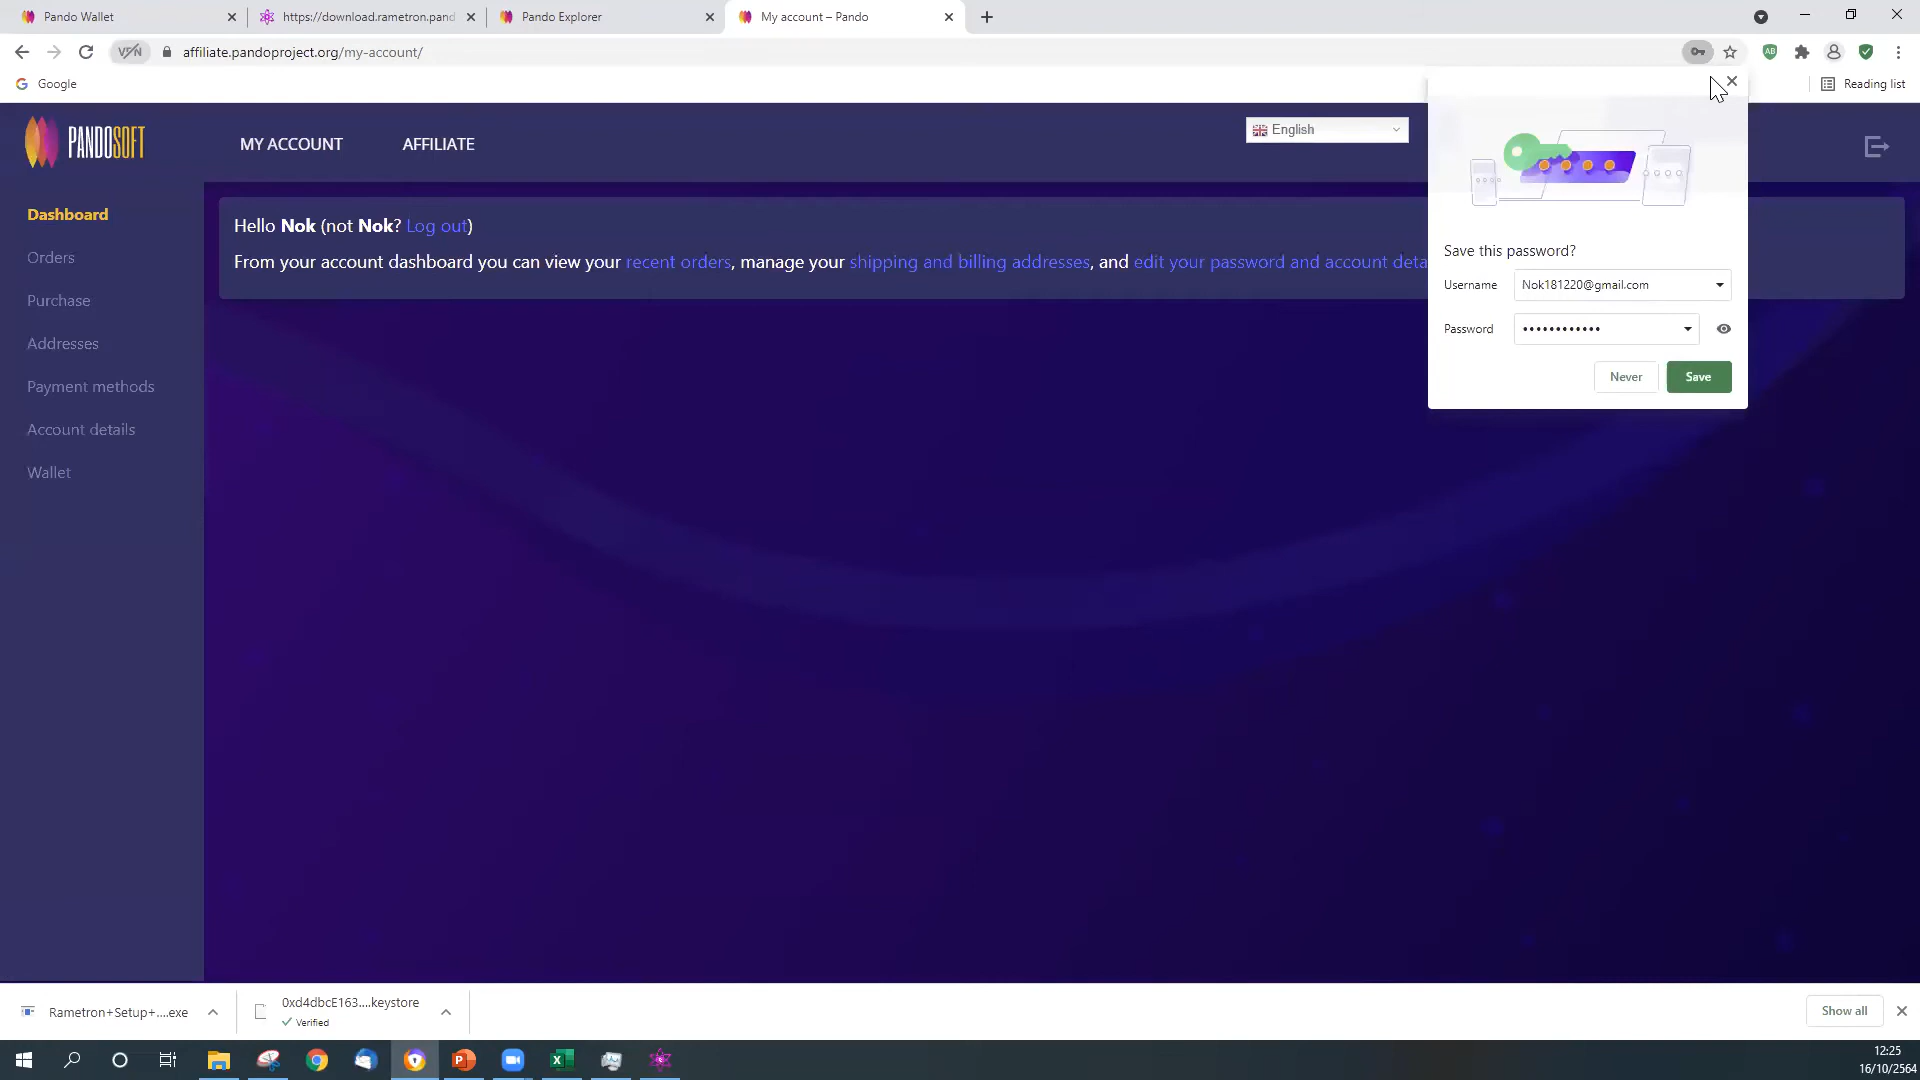 Pando Wallet
https://download.rametron.pand
Pando Explorer
My account – Pando
VPN
affiliate.pandoproject.org/my-account/
Google
Reading list
PANDOSOFT
MY ACCOUNT
AFFILIATE
English
Dashboard
Orders
Purchase
Addresses
Payment methods
Account details
Wallet
Hello Nok (not Nok? Log out)
From your account dashboard you can view your recent orders, manage your shipping and billing addresses, and edit your password and account deta
Save this password?
Username Nok181220@gmail.com
Password ••••••••••••
Never Save
Rametron+Setup+....exe
0xd4dbcE163....keystore
Verified
Show all
12:25
16/10/2564